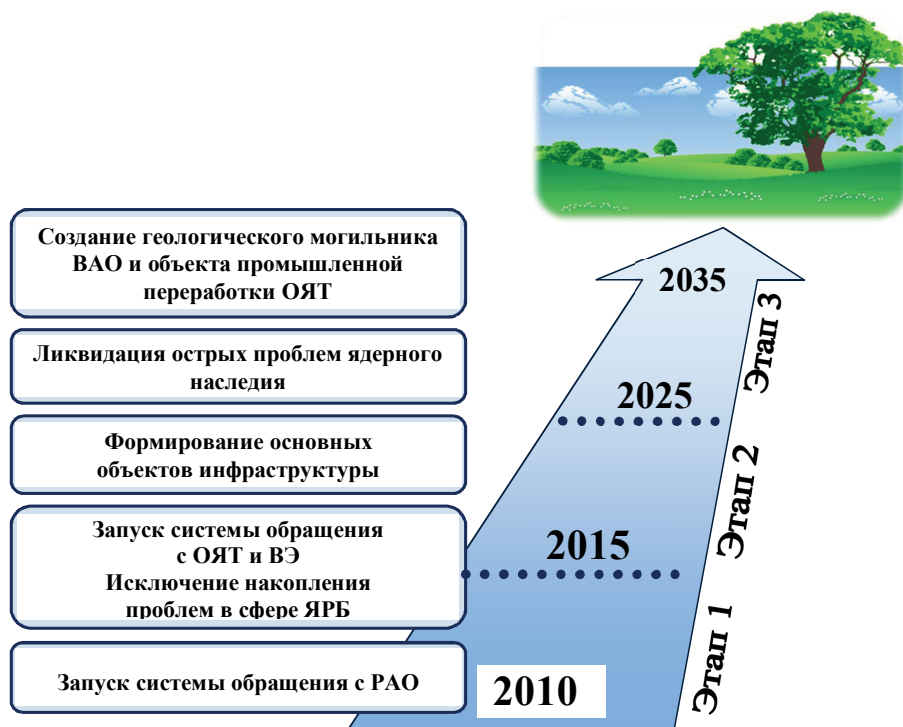 Создание геологического могильника
ВАО и объекта промышленной
переработки ОЯТ
Ликвидация острых проблем ядерного
наследия
Формирование основных
объектов инфраструктуры
Запуск системы обращения
с ОЯТ и ВЭ
Исключение накопления
проблем в сфере ЯРБ
Запуск системы обращения с РАО
2035
2025
2015
2010
Этап 3
Этап 2
Этап 1